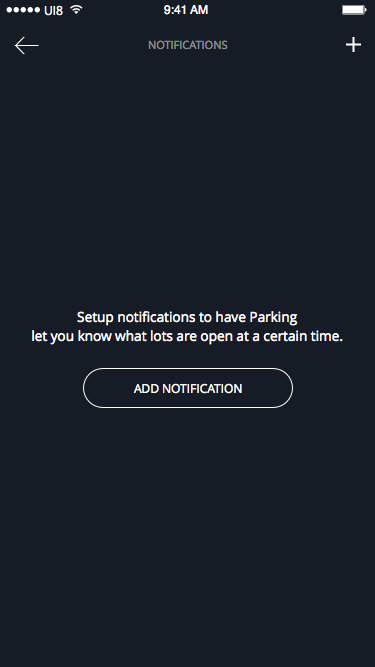 UI8
9:41 AM
NOTIFICATIONS
Setup notifications to have Parking
let you know what lots are open at a certain time.
ADD NOTIFICATION